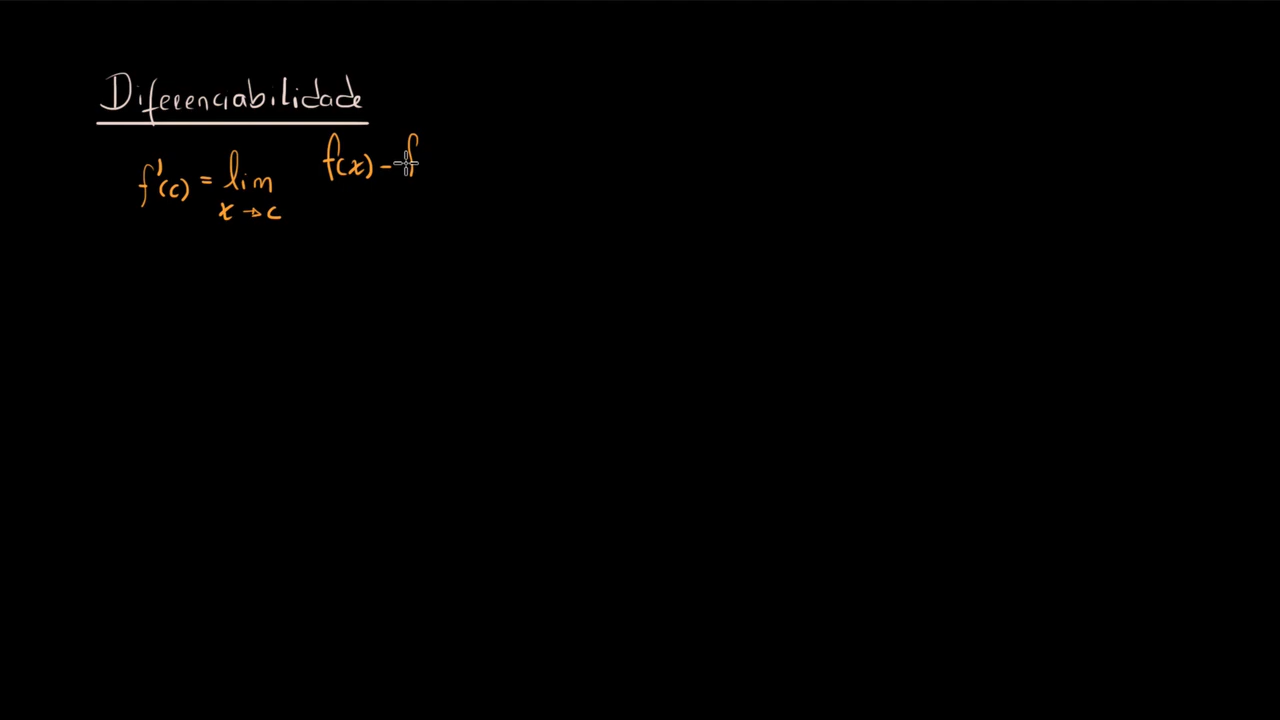 Diferenciabilidade
f'(c) = lim f(x) - f
x → c